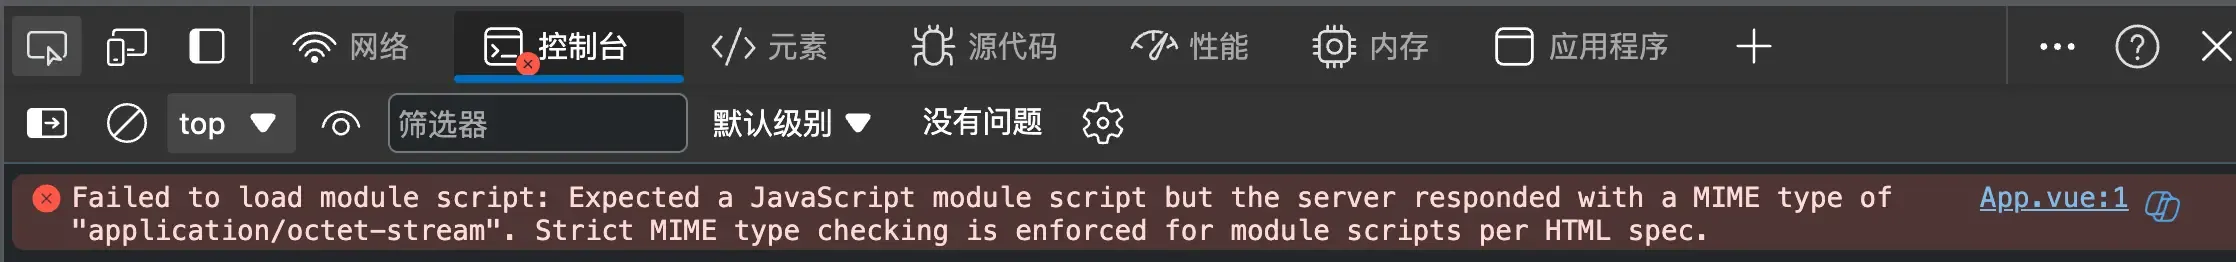 网络 控制台 元素 源代码 性能 内存 应用程序
top 筛选器 默认级别 没有问题
Failed to load module script: Expected a JavaScript module script but the server responded with a MIME type of App.vue:1
"application/octet-stream". Strict MIME type checking is enforced for module scripts per HTML spec.